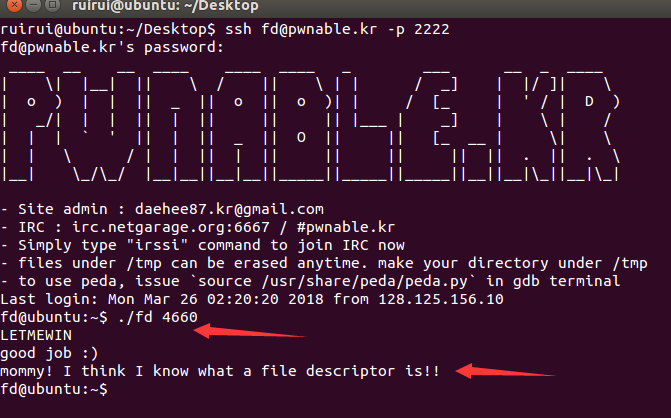 ruirui@ubuntu: ~/Desktop
ruirui@ubuntu:~/Desktop$ ssh fd@pwnable.kr -p 2222
fd@pwnable.kr's password:
PWNABLE.KR
- Site admin : daehee87.kr@gmail.com
- IRC : irc.netgarage.org:6667 / #pwnable.kr
- Simply type "irssi" command to join IRC now
- files under /tmp can be erased anytime. make your directory under /tmp
- to use peda, issue `source /usr/share/peda/peda.py` in gdb terminal
Last login: Mon Mar 26 02:20:20 2018 from 128.125.156.10
fd@ubuntu:~$ ./fd 4660
LETMEWIN
good job :)
mommy! I think I know what a file descriptor is!!
fd@ubuntu:~$